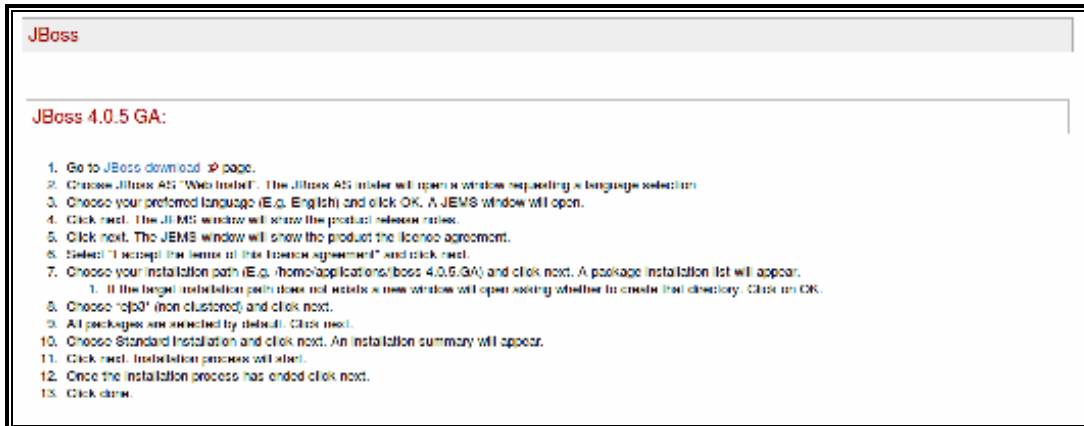 JBoss
JBoss 4.0.5 GA:
1. Go to JBoss download page.
2. Choose JBoss AS "Web Install". The JBoss AS intaler will open a window requesting a language selection
3. Choose your preferred language (E.g. English) and click OK. A JEMS window will open.
4. Click next. The JEMS window will show the product release notes.
5. Click next. The JEMS window will show the product the licence agreement.
6. Select "I accept the terms of this licence agreement" and click next.
7. Choose your installation path (E.g. /home/applications/jboss-4.0.5.GA) and click next. A package installation list will appear.
1. If the target installation path does not exists a new window will open asking whether to create that directory. Click on OK.
8. Choose "ejb3" (non clustered) and click next.
9. All packages are selected by default. Click next.
10. Choose Standard Installation and click next. An installation summary will appear.
11. Click next. Installation process will start.
12. Once the installation process has ended click next.
13. Click done.